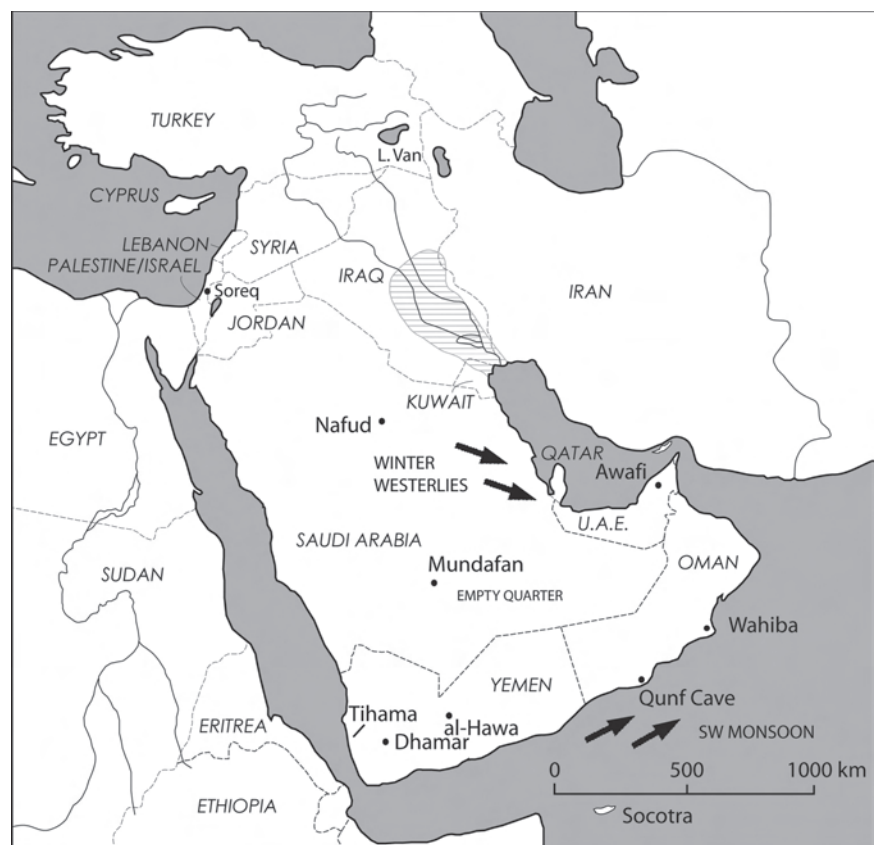 TURKEY
L. Van
CYPRUS
LEBANON
SYRIA
PALESTINE/ISRAEL
IRAQ
IRAN
Soreq
JORDAN
KUWAIT
EGYPT
Nafud
QATAR
WINTER
WESTERLIES
Awafi
U.A.E.
SAUDI ARABIA
OMAN
SUDAN
Mundafan
EMPTY QUARTER
Wahiba
YEMEN
Qunf Cave
Tihama
al-Hawa
ERITREA
Dhamar
SW MONSOON
0 500 1000 km
ETHIOPIA
Socotra